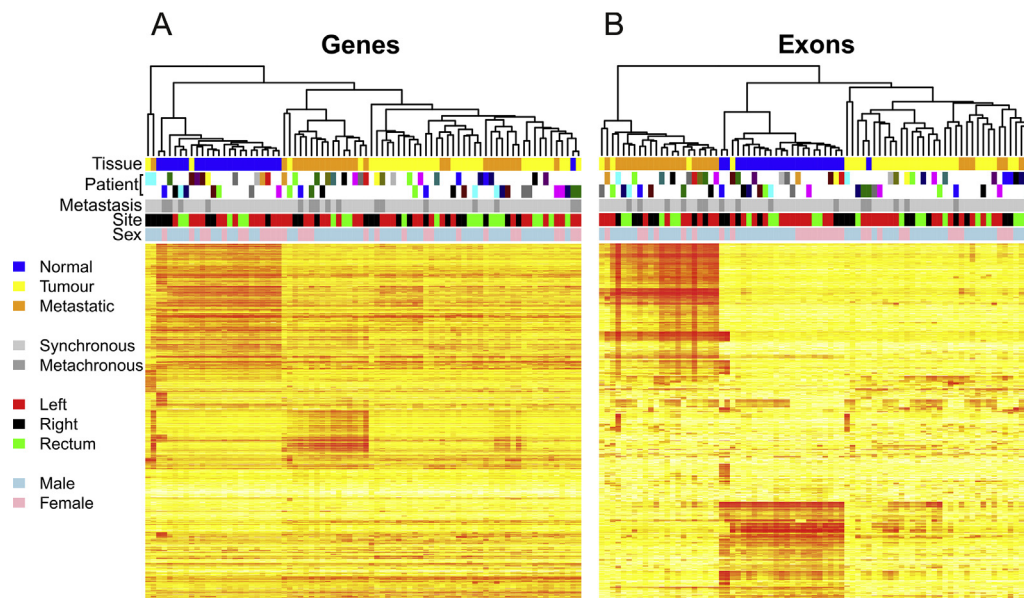 A
Genes
B
Exons
Tissue
Patient
Metastasis
Site
Sex
Normal
Tumour
Metastatic
Synchronous
Metachronous
Left
Right
Rectum
Male
Female